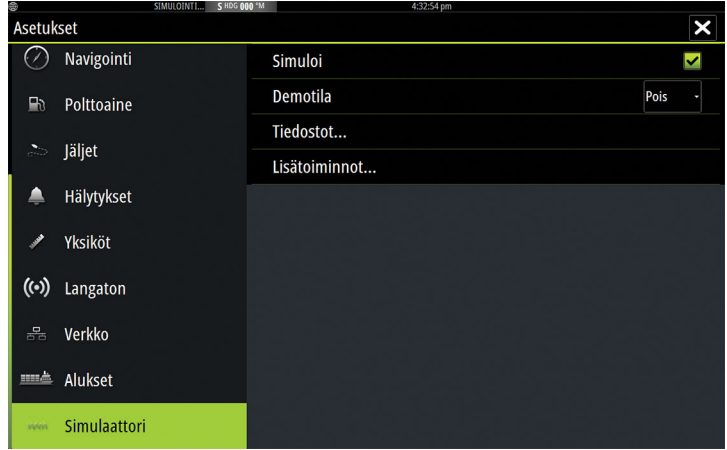 SIMULOINTI... S HDG 000 °M 4:32:54 pm
Asetukset
Navigointi
Polttoaine
Jäljet
Hälytykset
Yksiköt
Langaton
Verkko
Alukset
Simulaattori
Simuloi
Demotila Pois
Tiedostot...
Lisätoiminnot...